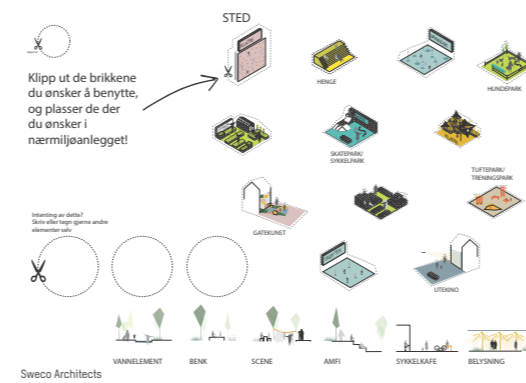 STED
Klipp ut de brikkene
du ønsker å benytte,
og plasser de der
du ønsker i
nærmiljøanlegget!
HENGE
HUNDEPARK
SKATEPARK/
SYKKELPARK
TUFTEPARK/
TRENINGSPARK
GATEKUNST
Intenting av dette?
Skriv eller tegn gjerne andre
elementer selv
UTEKINO
VANNELEMENT
BENK
SCENE
AMFI
SYKKELKAFE
BELYSNING
Sweco Architects